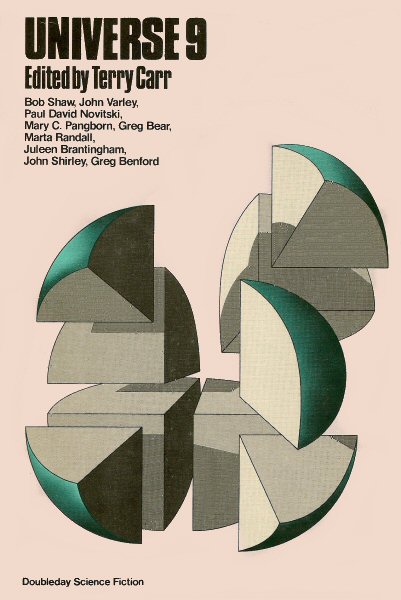 UNIVERSE 9
Edited by Terry Carr
Bob Shaw, John Varley,
Paul David Novitski,
Mary C. Pangborn, Greg Bear,
Marta Randall,
Juleen Brantingham,
John Shirley, Greg Benford
Doubleday Science Fiction